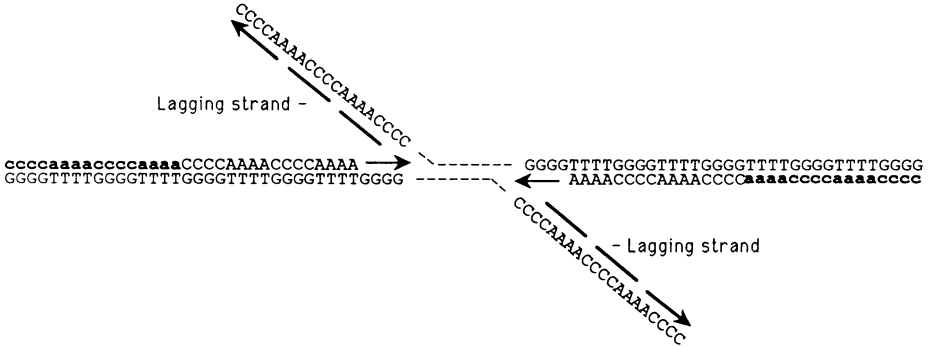 CCCCAAAACCCCAAAACCCC
Lagging strand -
ccccaaaaccccaaaaCCCCAAAACCCCAAAA
GGGGTTTTGGGGTTTTGGGGTTTTGGGGTTTTGGGG
GGGGTTTTGGGGTTTTGGGGTTTTGGGGTTTTGGGG
AAAACCCCAAAACCCCaaaaccccaaaacccc
CCCCAAAACCCCAAAACCCC
- Lagging strand